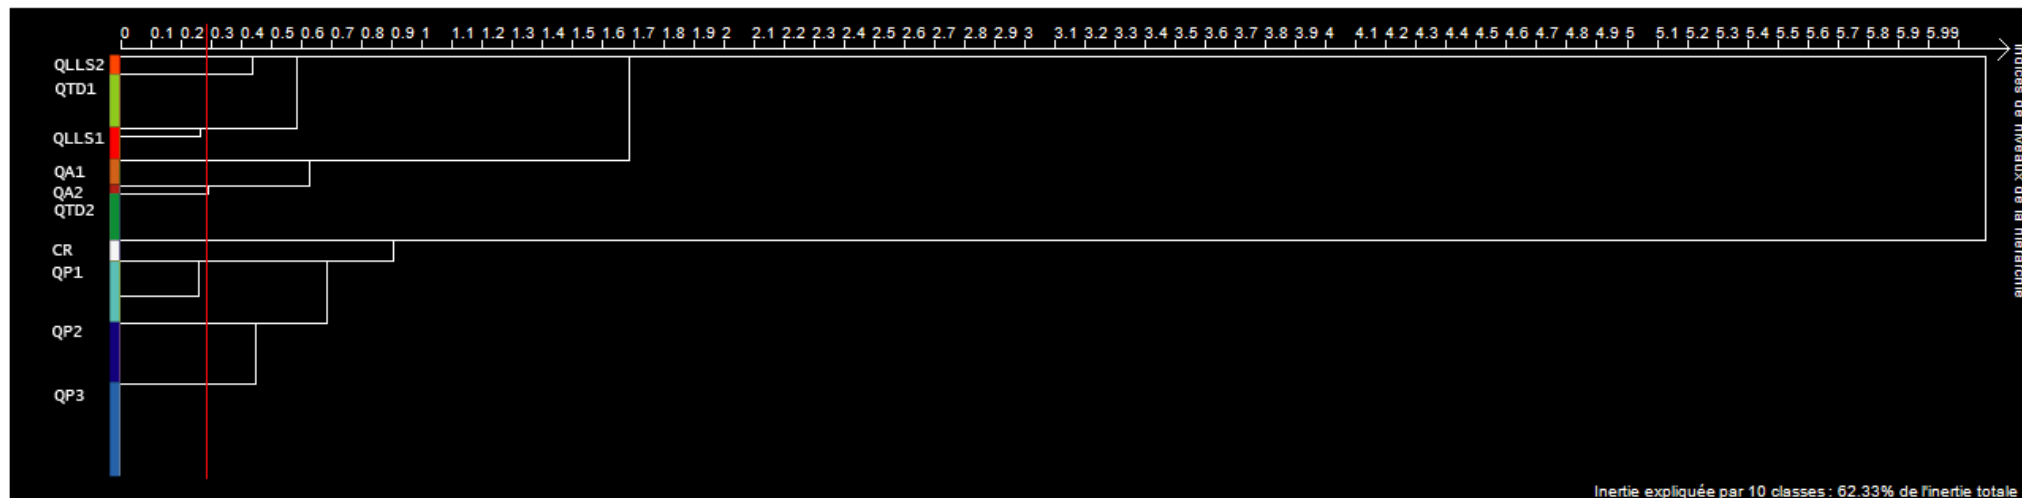 0 0.1 0.2 0.3 0.4 0.5 0.6 0.7 0.8 0.9 1 1.1 1.2 1.3 1.4 1.5 1.6 1.7 1.8 1.9 2 2.1 2.2 2.3 2.4 2.5 2.6 2.7 2.8 2.9 3 3.1 3.2 3.3 3.4 3.5 3.6 3.7 3.8 3.9 4 4.1 4.2 4.3 4.4 4.5 4.6 4.7 4.8 4.9 5 5.1 5.2 5.3 5.4 5.5 5.6 5.7 5.8 5.9 5.99
Indices de niveaux de la hiérarchie
QLLS2
QTD1
QLLS1
QA1
QA2
QTD2
CR
QP1
QP2
QP3
Inertie expliquée par 10 classes : 62.33% de l'inertie totale